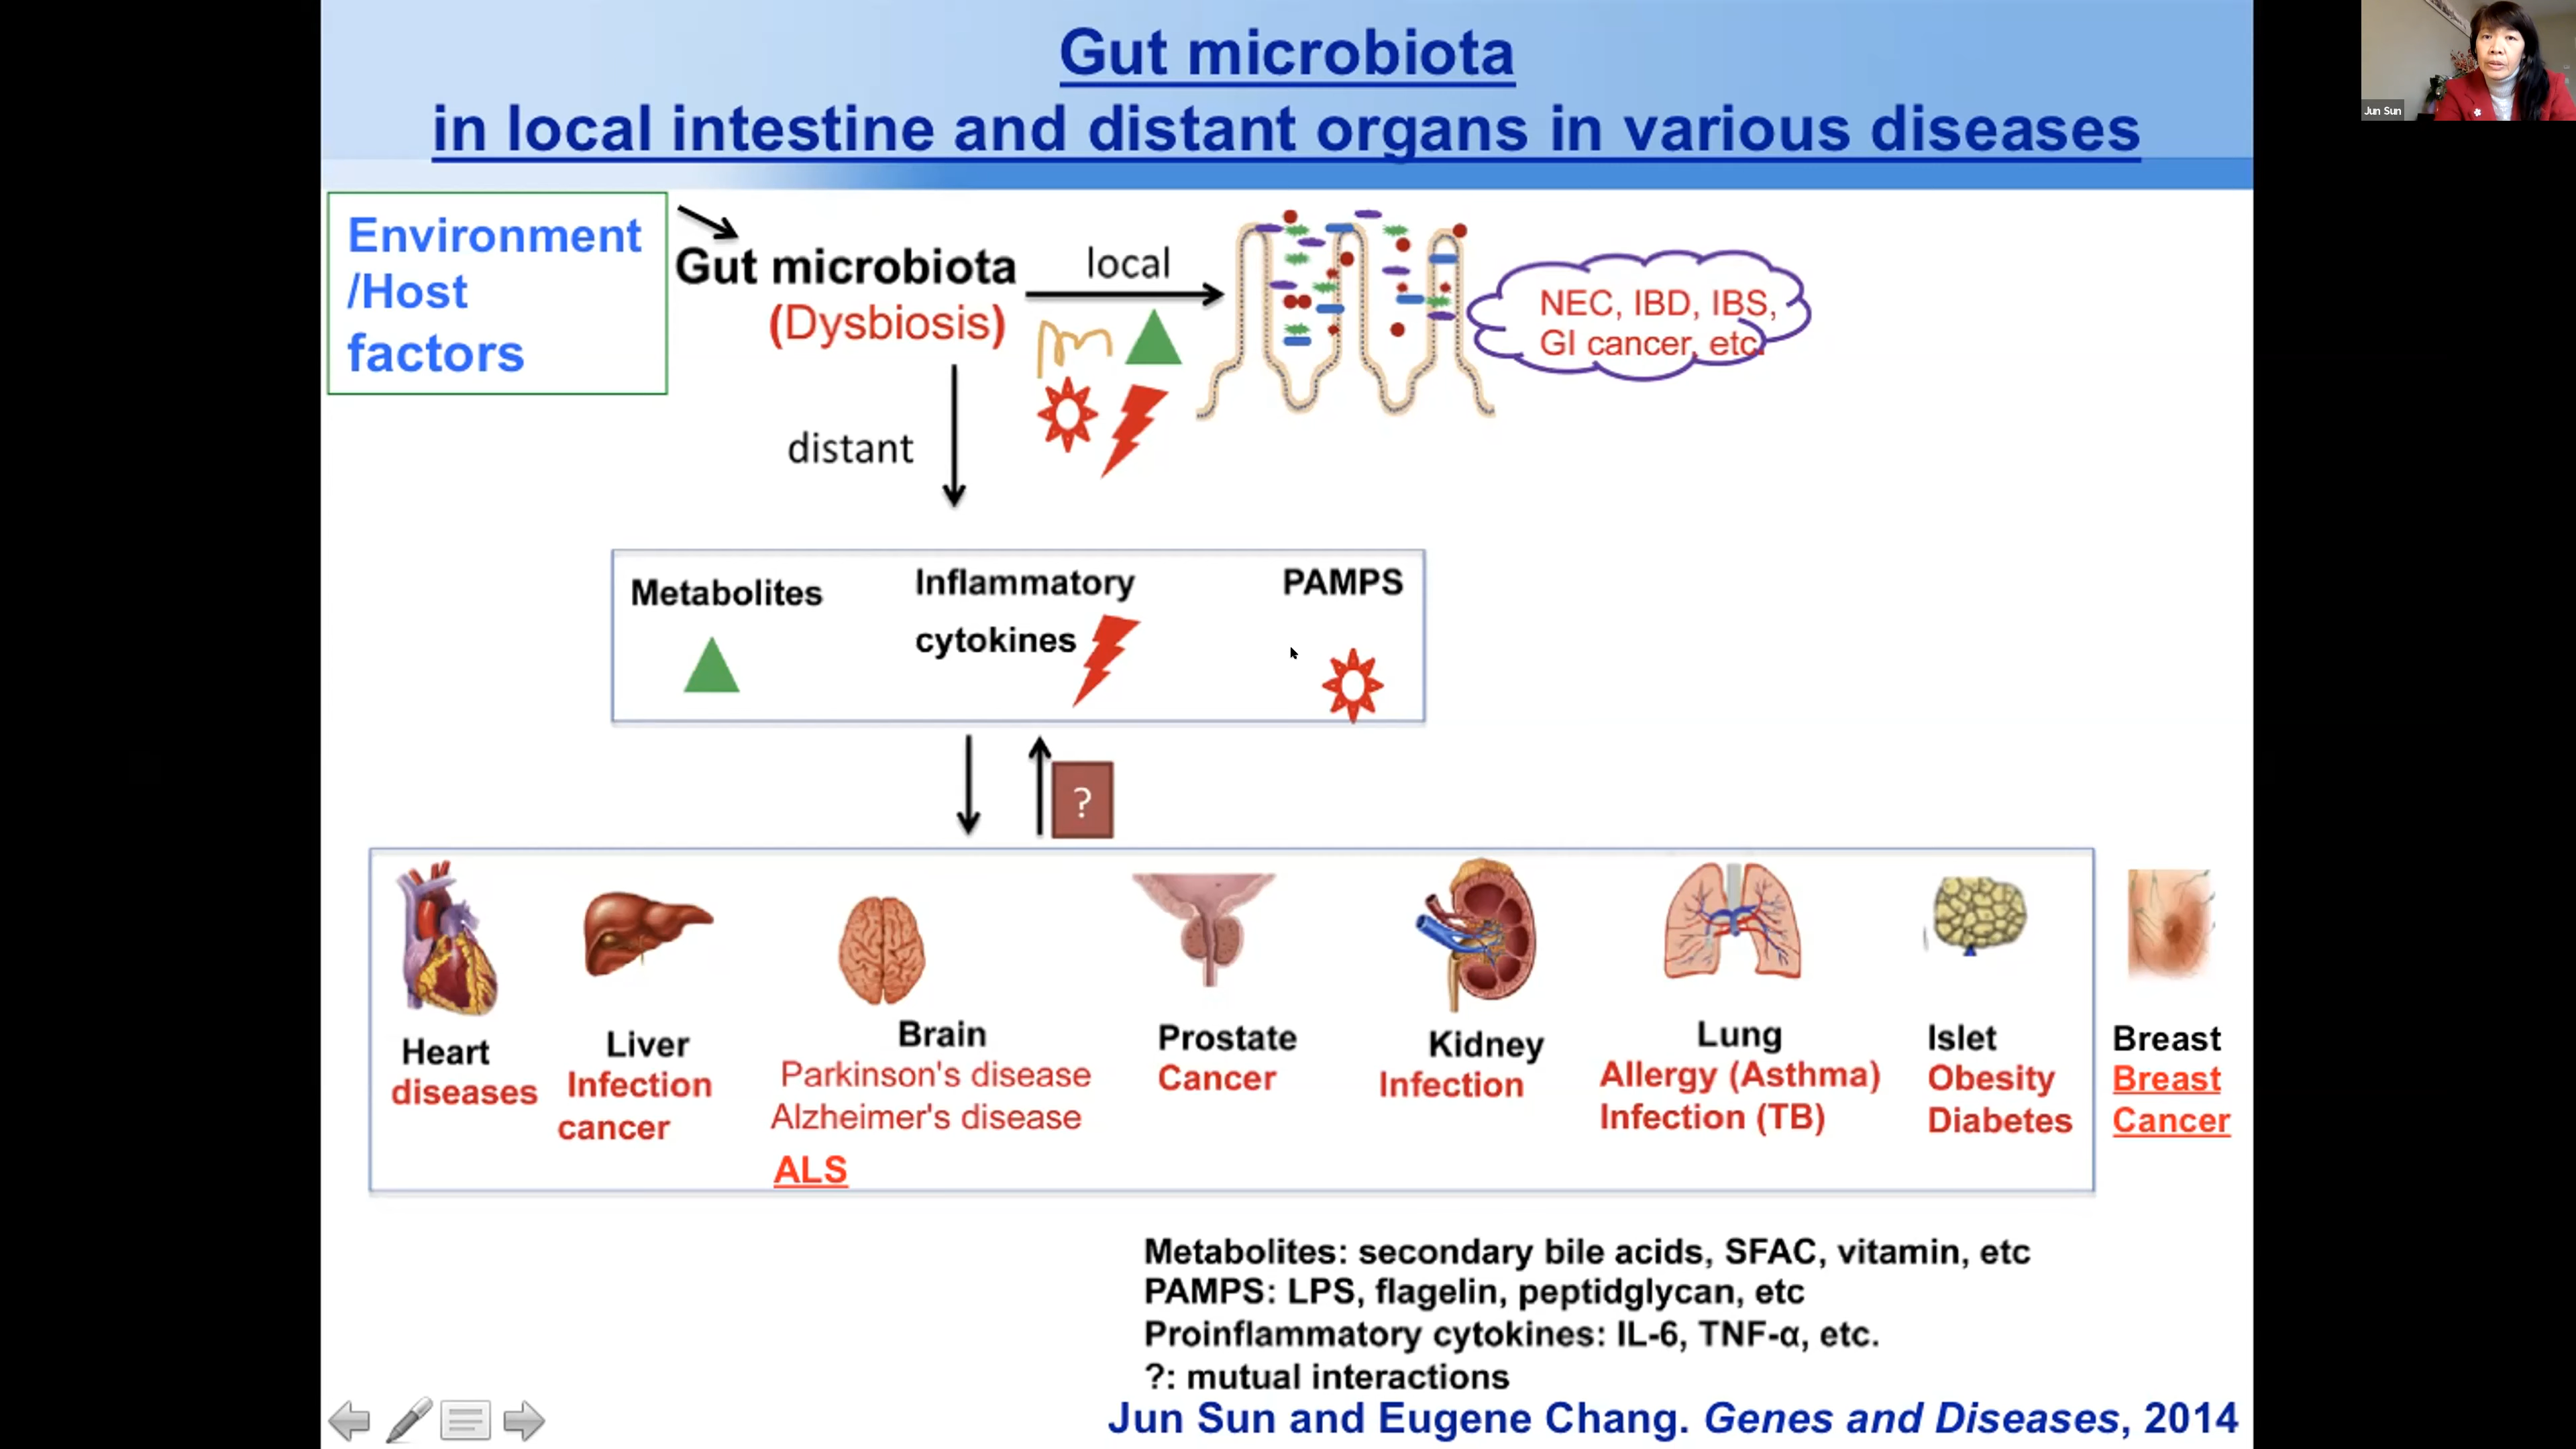 Gut microbiota
in local intestine and distant organs in various diseases
Jun Sun
Environment
/Host
factors
Gut microbiota
(Dysbiosis)
local
NEC, IBD, IBS,
GI cancer, etc.
distant
Metabolites
Inflammatory
cytokines
PAMPS
?
Heart
diseases
Liver
Infection
cancer
Brain
Parkinson's disease
Alzheimer's disease
ALS
Prostate
Cancer
Kidney
Infection
Lung
Allergy (Asthma)
Infection (TB)
Islet
Obesity
Diabetes
Breast
Breast
Cancer
Metabolites: secondary bile acids, SFAC, vitamin, etc
PAMPS: LPS, flagelin, peptidglycan, etc
Proinflammatory cytokines: IL-6, TNF-α, etc.
?: mutual interactions
Jun Sun and Eugene Chang. Genes and Diseases, 2014